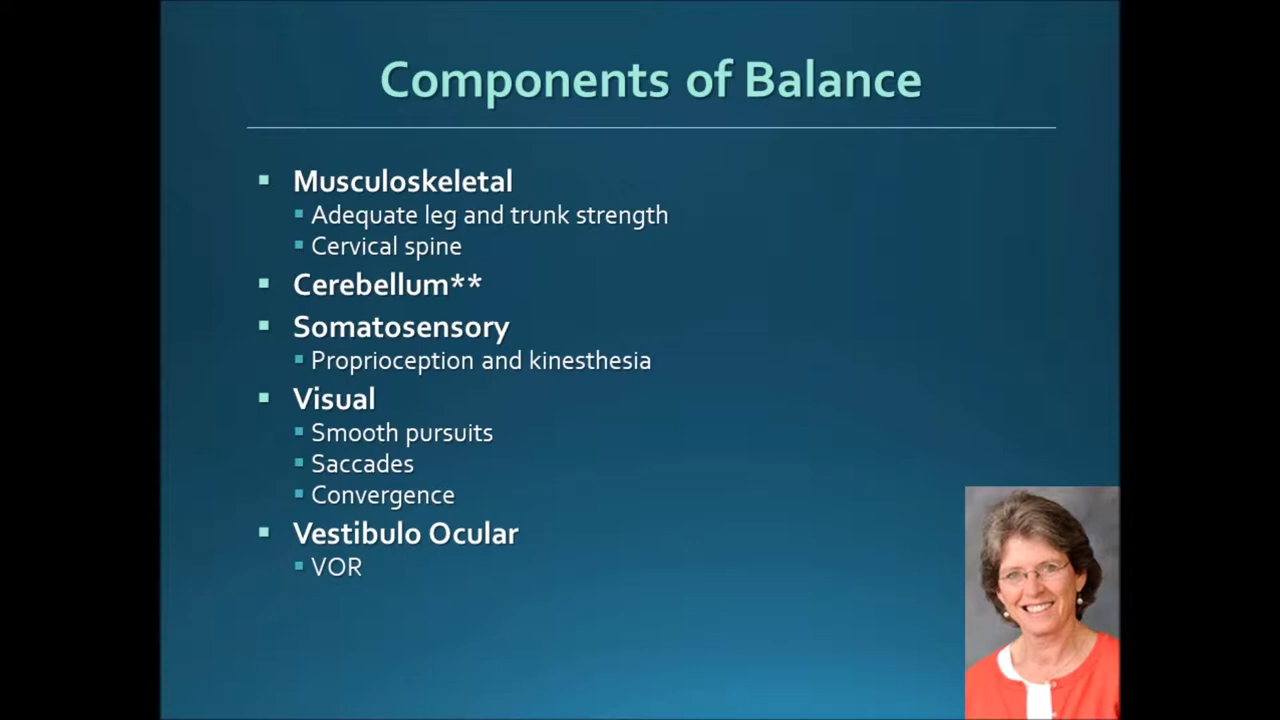 Components of Balance
Musculoskeletal
Adequate leg and trunk strength
Cervical spine
Cerebellum**
Somatosensory
Proprioception and kinesthesia
Visual
Smooth pursuits
Saccades
Convergence
Vestibulo Ocular
VOR